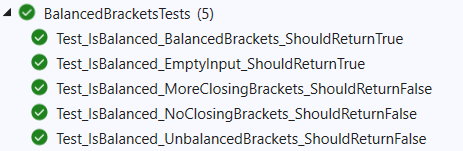 BalancedBracketsTests (5)
Test_IsBalanced_BalancedBrackets_ShouldReturnTrue
Test_IsBalanced_EmptyInput_ShouldReturnTrue
Test_IsBalanced_MoreClosingBrackets_ShouldReturnFalse
Test_IsBalanced_NoClosingBrackets_ShouldReturnFalse
Test_IsBalanced_UnbalancedBrackets_ShouldReturnFalse